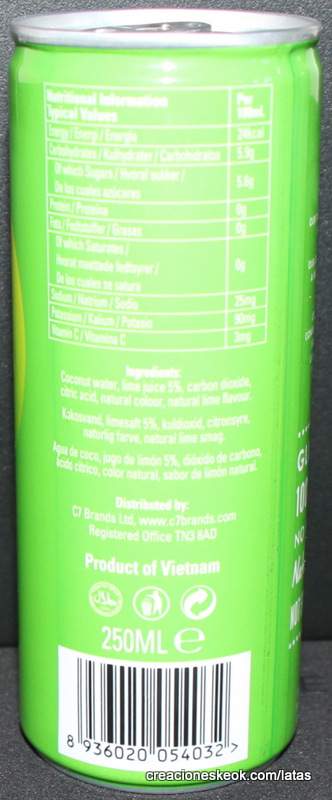 Nutritional Information Per
Typical Values 100mL
Energy / Energi / Energia 24kcal
Carbohydrates / Kulhydrater / Carbohidratos 5.9g
Of which Sugars / Hvoraf sukker / 5.8g
De los cuales azúcares
Protein / Proteína 0g
Fats / Fedtstoffer / Grasas 0g
Of which Saturates / 0g
Hvoraf mættede fedtsyrer /
De los cuales se satura
Sodium / Natrium / Sodio 25mg
Potassium / Kalium / Potasio 90mg
Vitamin C / Vitamina C 3mg
Ingredients:
Coconut water, lime juice 5%, carbon dioxide,
citric acid, natural colour, natural lime flavour.
Kokosvand, limesaft 5%, kuldioxid, citronsyre,
naturlig farve, naturlig lime smag.
Agua de coco, jugo de limón 5%, dióxido de carbono,
ácido cítrico, color natural, sabor de limón natural.
Distributed by:
C7 Brands Ltd, www.c7brands.com
Registered Office TN3 8AD
Product of Vietnam
250ML e
8 936020 054032 >
creacioneskeok.com/latas